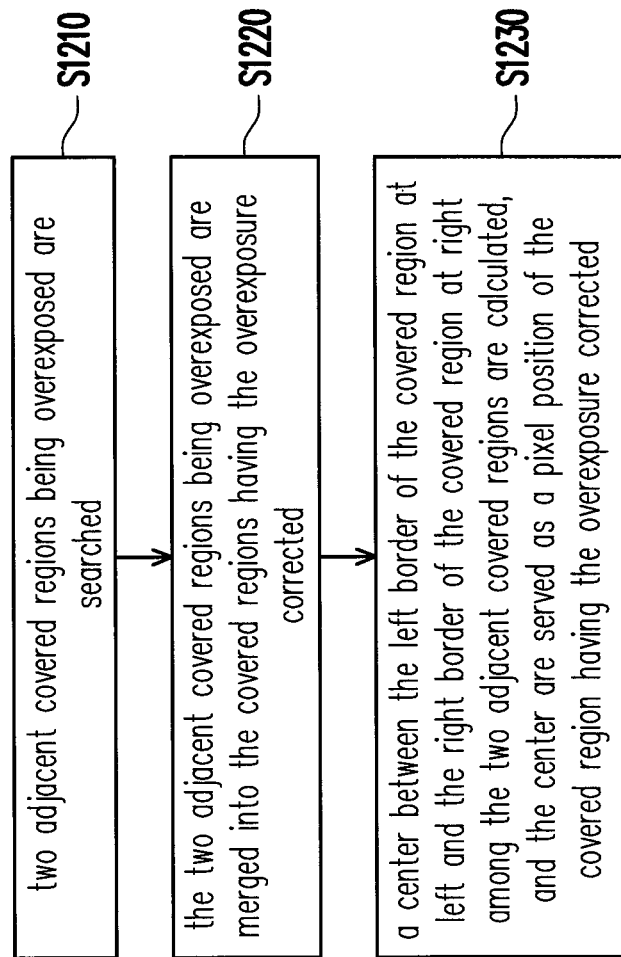 two adjacent covered regions being overexposed are
searched
S1210
the two adjacent covered regions being overexposed are
merged into the covered regions having the overexposure
corrected
S1220
a center between the left border of the covered region at
left and the right border of the covered region at right
among the two adjacent covered regions are calculated,
and the center are served as a pixel position of the
covered region having the overexposure corrected
S1230